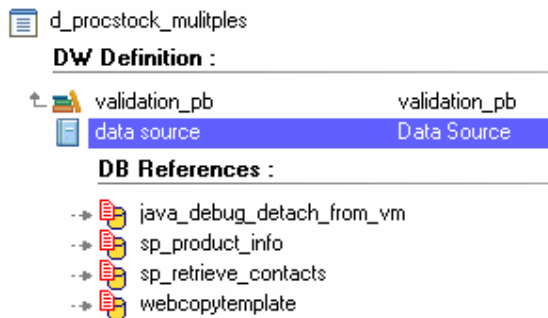 d_procstock_mulitples
DW Definition :
validation_pb validation_pb
data source Data Source
DB References :
java_debug_detach_from_vm
sp_product_info
sp_retrieve_contacts
webcopytemplate